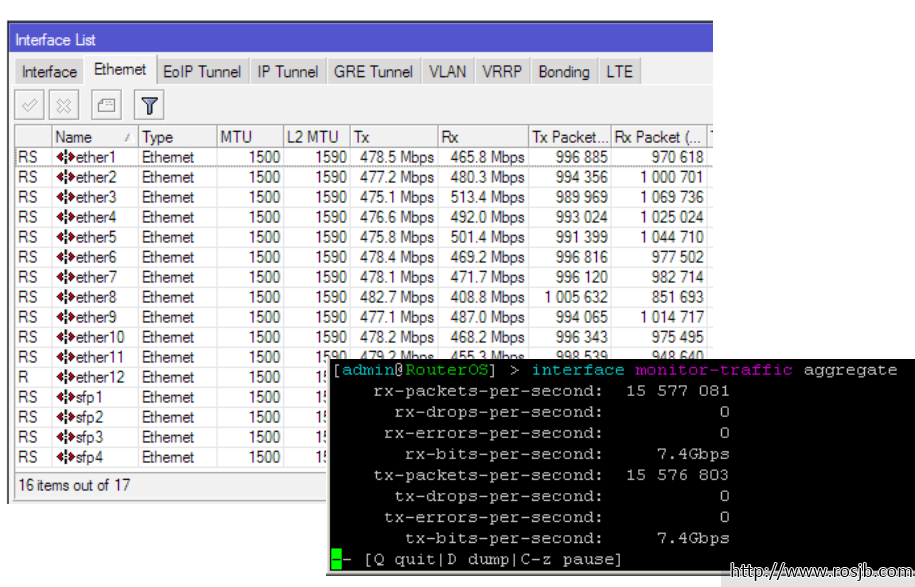 Interface List
Interface Ethernet EoIP Tunnel IP Tunnel GRE Tunnel VLAN VRRP Bonding LTE
Name Type MTU L2 MTU Tx Rx Tx Packet... Rx Packet (...
RS ether1 Ethernet 1500 1590 478.5 Mbps 465.8 Mbps 996 885 970 618
RS ether2 Ethernet 1500 1590 477.2 Mbps 480.3 Mbps 994 356 1 000 701
RS ether3 Ethernet 1500 1590 475.1 Mbps 513.4 Mbps 989 969 1 069 736
RS ether4 Ethernet 1500 1590 476.6 Mbps 492.0 Mbps 993 024 1 025 024
RS ether5 Ethernet 1500 1590 475.8 Mbps 501.4 Mbps 991 399 1 044 710
RS ether6 Ethernet 1500 1590 478.4 Mbps 469.2 Mbps 996 816 977 502
RS ether7 Ethernet 1500 1590 478.1 Mbps 471.7 Mbps 996 120 982 714
RS ether8 Ethernet 1500 1590 482.7 Mbps 408.8 Mbps 1 005 632 851 693
RS ether9 Ethernet 1500 1590 477.1 Mbps 487.0 Mbps 994 065 1 014 717
RS ether10 Ethernet 1500 1590 478.2 Mbps 468.2 Mbps 996 343 975 495
RS ether11 Ethernet 1500 1590 479.2 Mbps 455.3 Mbps 998 539 948 640
R ether12 Ethernet 1500
RS sfp1 Ethernet 1500
RS sfp2 Ethernet 1500
RS sfp3 Ethernet 1500
RS sfp4 Ethernet 1500
16 items out of 17
[admin@RouterOS] > interface monitor-traffic aggregate
rx-packets-per-second: 15 577 081
rx-drops-per-second: 0
rx-errors-per-second: 0
rx-bits-per-second: 7.4Gbps
tx-packets-per-second: 15 576 803
tx-drops-per-second: 0
tx-errors-per-second: 0
tx-bits-per-second: 7.4Gbps
-- [Q quit|D dump|C-z pause]
http://www.rosjb.com